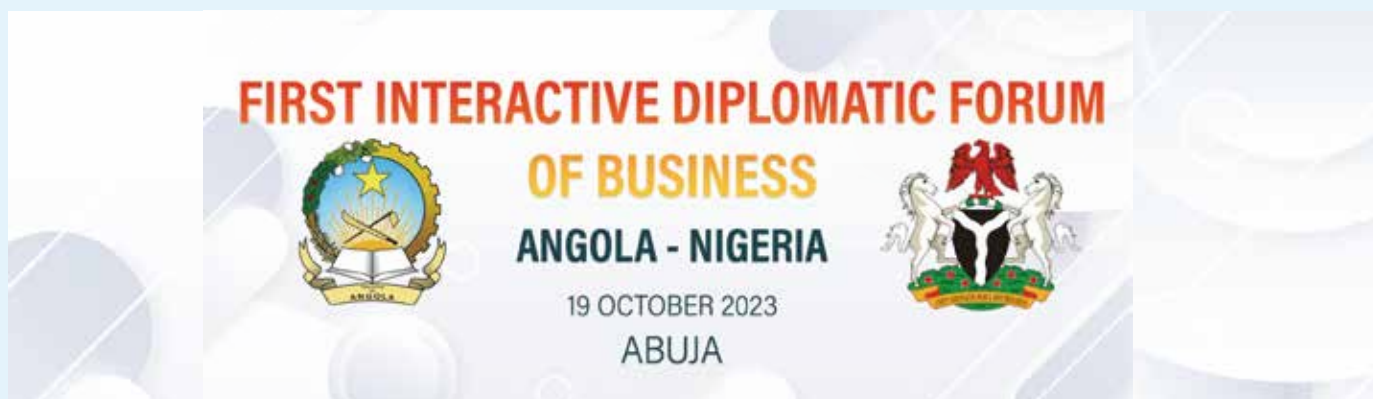 FIRST INTERACTIVE DIPLOMATIC FORUM
OF BUSINESS
ANGOLA - NIGERIA
19 OCTOBER 2023
ABUJA
ANGOLA